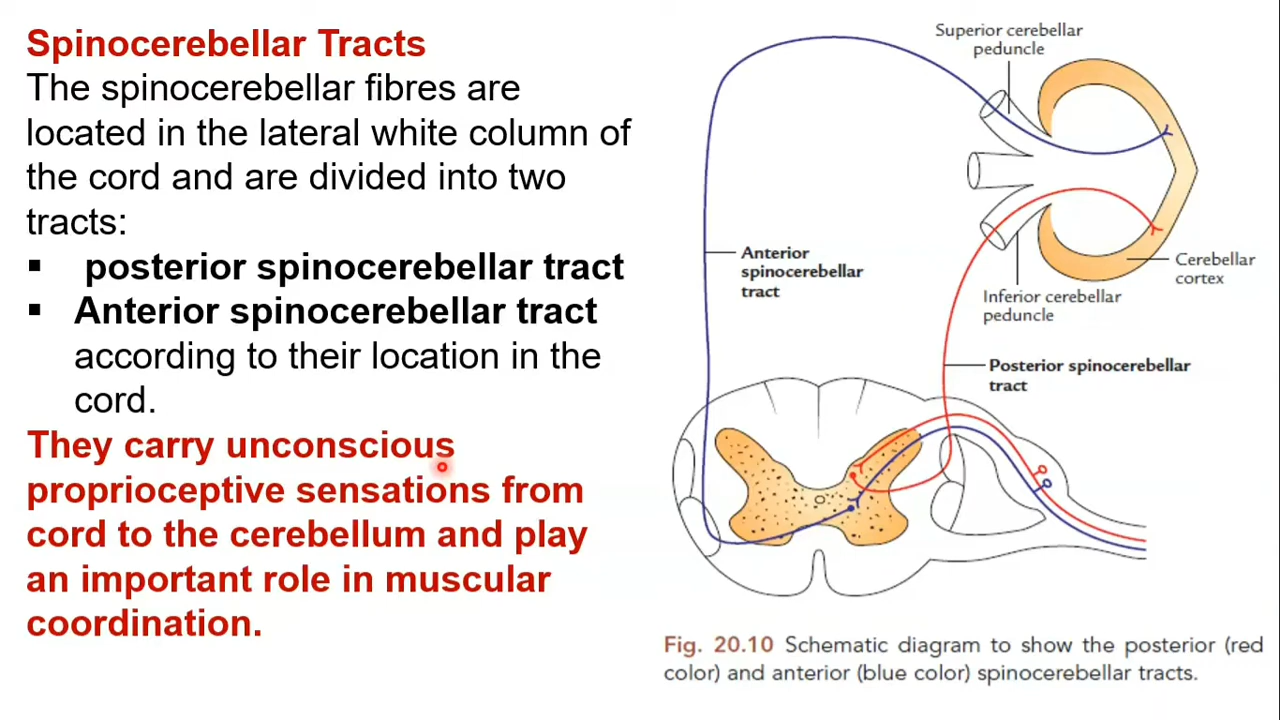 Spinocerebellar Tracts
The spinocerebellar fibres are
located in the lateral white column of
the cord and are divided into two
tracts:
▪ posterior spinocerebellar tract
▪ Anterior spinocerebellar tract
according to their location in the
cord.
They carry unconscious
proprioceptive sensations from
cord to the cerebellum and play
an important role in muscular
coordination.
Superior cerebellar
peduncle
Anterior
spinocerebellar
tract
Cerebellar
cortex
Inferior cerebellar
peduncle
Posterior spinocerebellar
tract
Fig. 20.10 Schematic diagram to show the posterior (red
color) and anterior (blue color) spinocerebellar tracts.